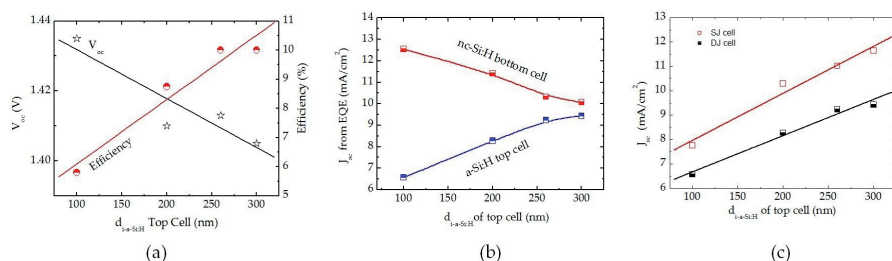 1.44
1.42
1.40
V_oc (V)
V_oc
Efficiency
11
10
9
8
7
6
5
Efficiency (%)
100 150 200 250 300
d_i-a-Si:H Top Cell (nm)
(a)
14
13
12
11
10
9
8
7
6
J_sc from EQE (mA/cm²)
nc-Si:H bottom cell
a-Si:H top cell
100 150 200 250 300
d_i-a-Si:H of top cell (nm)
(b)
13
12
11
10
9
8
7
6
J_sc (mA/cm²)
SJ cell
DJ cell
100 150 200 250 300
d_i-a-Si:H of top cell (nm)
(c)